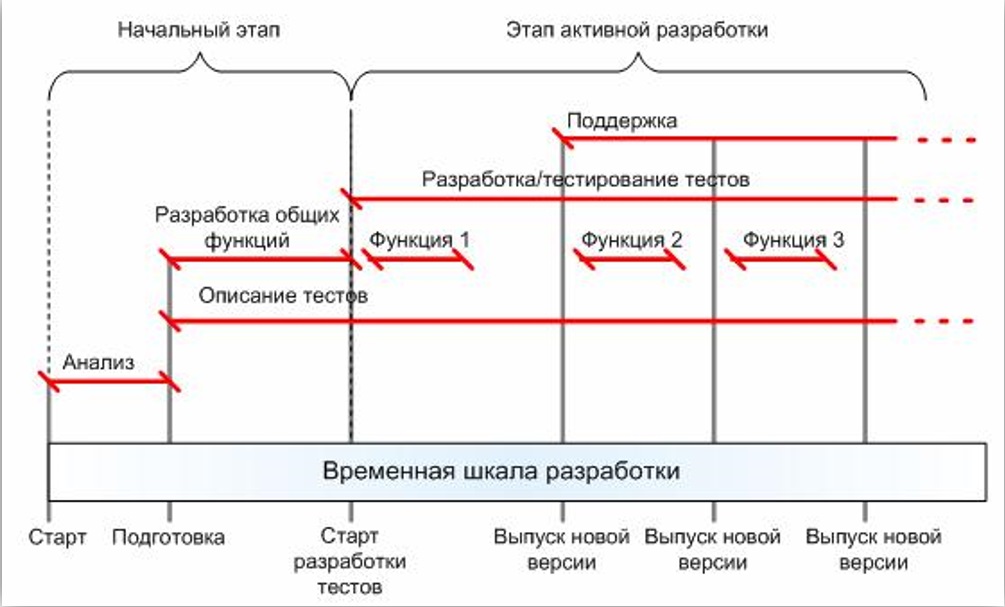 Начальный этап
Этап активной разработки
Поддержка
Разработка/тестирование тестов
Разработка общих
функций
Функция 1
Функция 2
Функция 3
Описание тестов
Анализ
Временная шкала разработки
Старт
Подготовка
Старт
разработки
тестов
Выпуск новой
версии
Выпуск новой
версии
Выпуск новой
версии